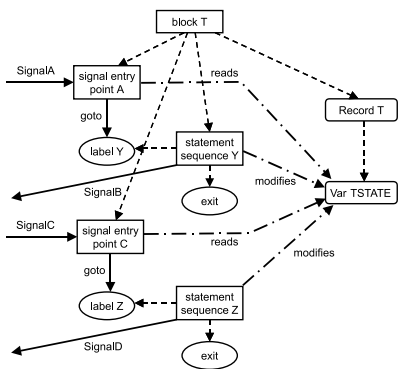 block T
SignalA
signal entry
point A
reads
Record T
goto
label Y
statement
sequence Y
modifies
Var TSTATE
SignalB
exit
SignalC
signal entry
point C
reads
goto
modifies
label Z
statement
sequence Z
SignalD
exit